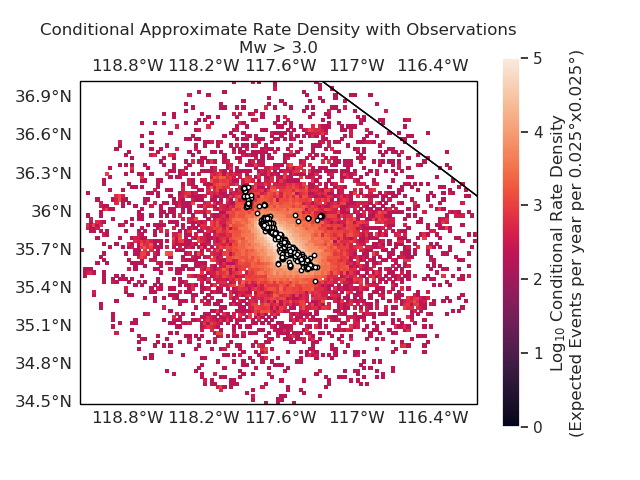 Conditional Approximate Rate Density with Observations
Mw > 3.0
118.8°W 118.2°W 117.6°W 117°W 116.4°W
36.9°N
36.6°N
36.3°N
36°N
35.7°N
35.4°N
35.1°N
34.8°N
34.5°N
118.8°W 118.2°W 117.6°W 117°W 116.4°W
5
4
3
2
1
0
Log₁₀ Conditional Rate Density
(Expected Events per year per 0.025°x0.025°)